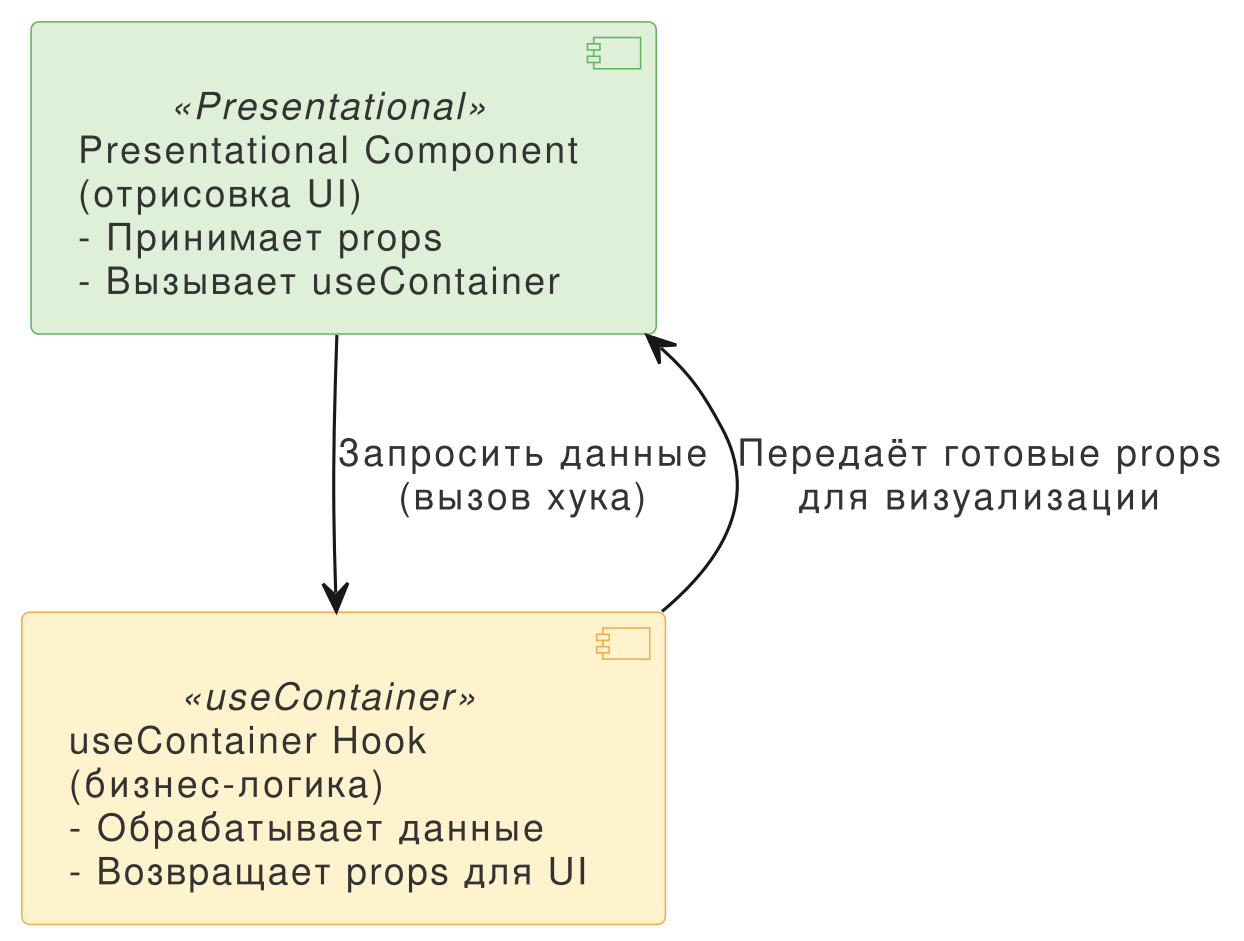 «Presentational»
Presentational Component
(отрисовка UI)
- Принимает props
- Вызывает useContainer
Запросить данные
(вызов хука)
Передаёт готовые props
для визуализации
«useContainer»
useContainer Hook
(бизнес-логика)
- Обрабатывает данные
- Возвращает props для UI